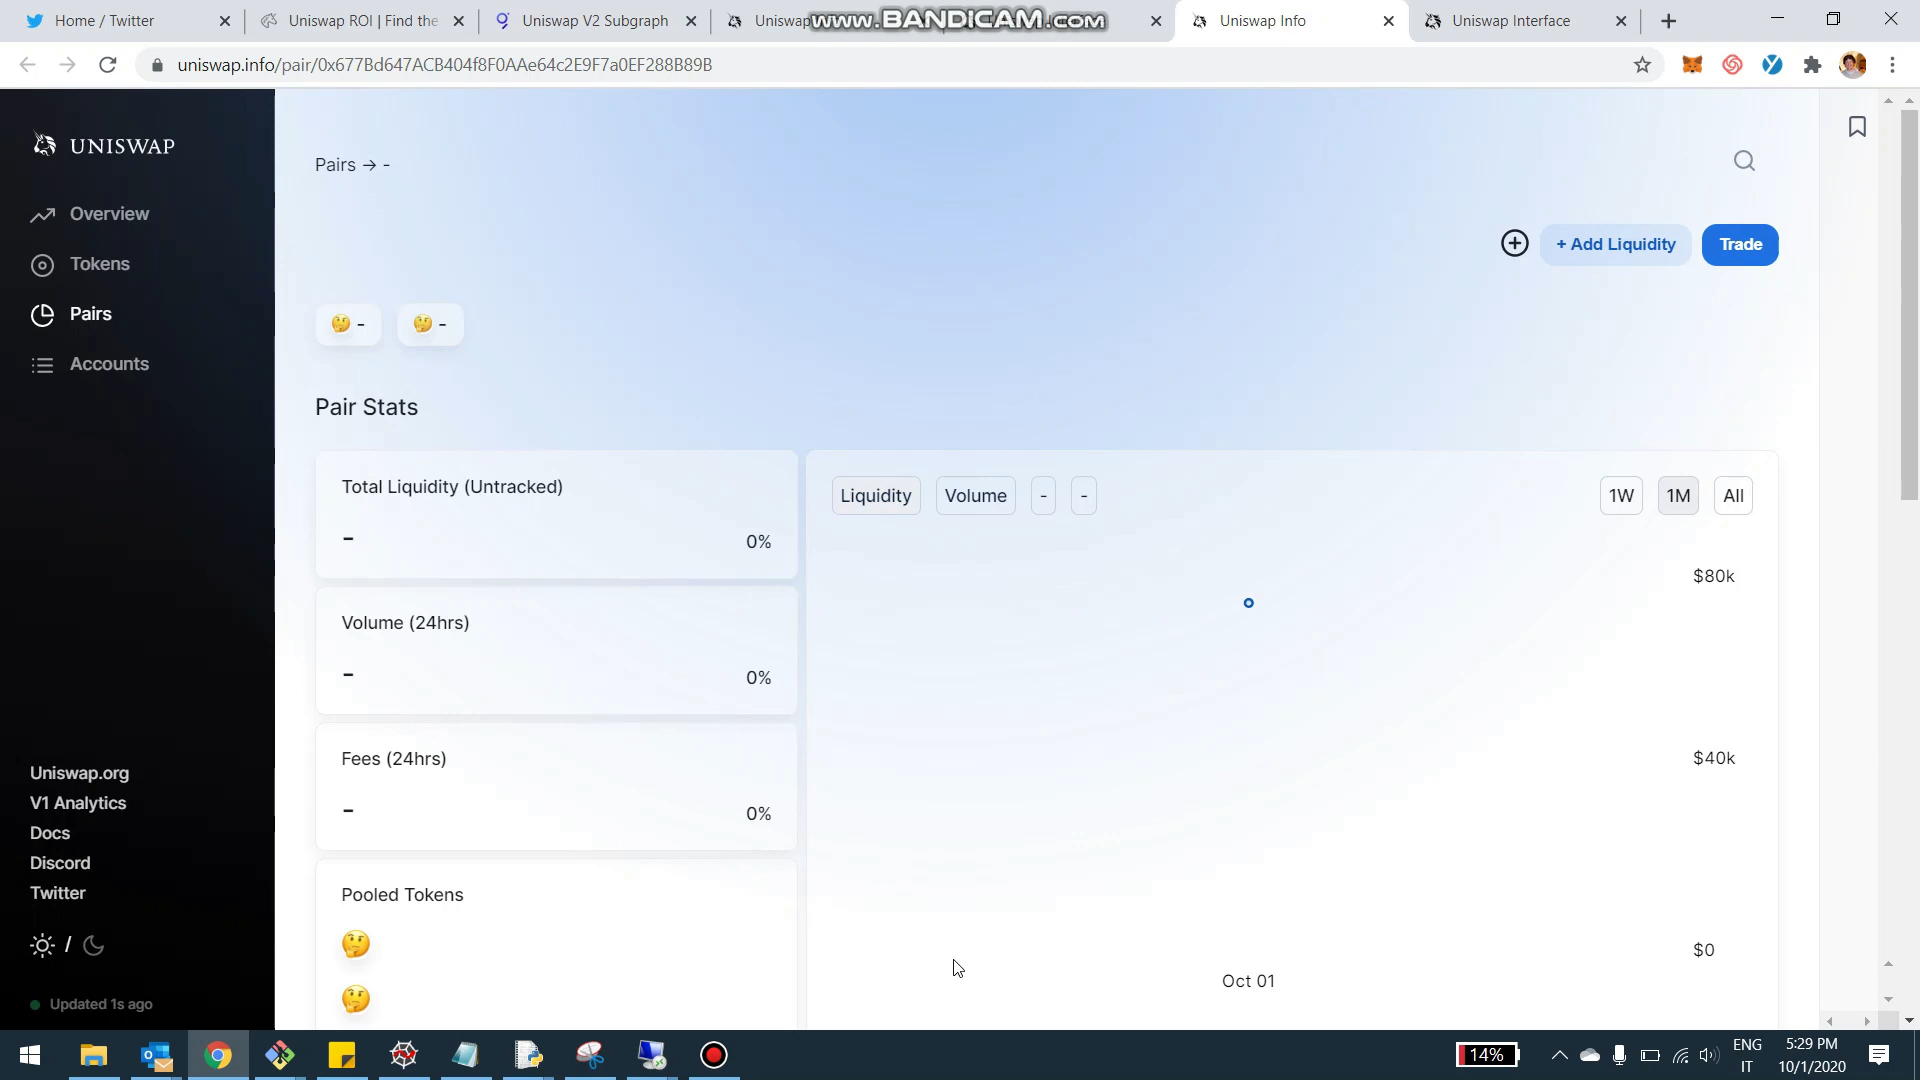 Home / Twitter
Uniswap ROI | Find the
Uniswap V2 Subgraph
Uniswap
www.BANDICAM.com
Uniswap Info
Uniswap Interface
uniswap.info/pair/0x677Bd647ACB404f8F0AAe64c2E9F7a0EF288B89B
UNISWAP
Overview
Tokens
Pairs
Accounts
Uniswap.org
V1 Analytics
Docs
Discord
Twitter
/
Updated 1s ago
Pairs → -
+ Add Liquidity
Trade
-
-
Pair Stats
Total Liquidity (Untracked)
-
0%
Volume (24hrs)
-
0%
Fees (24hrs)
-
0%
Pooled Tokens
Liquidity
Volume
-
-
1W
1M
All
$80k
$40k
$0
Oct 01
14%
ENG
IT
5:29 PM
10/1/2020